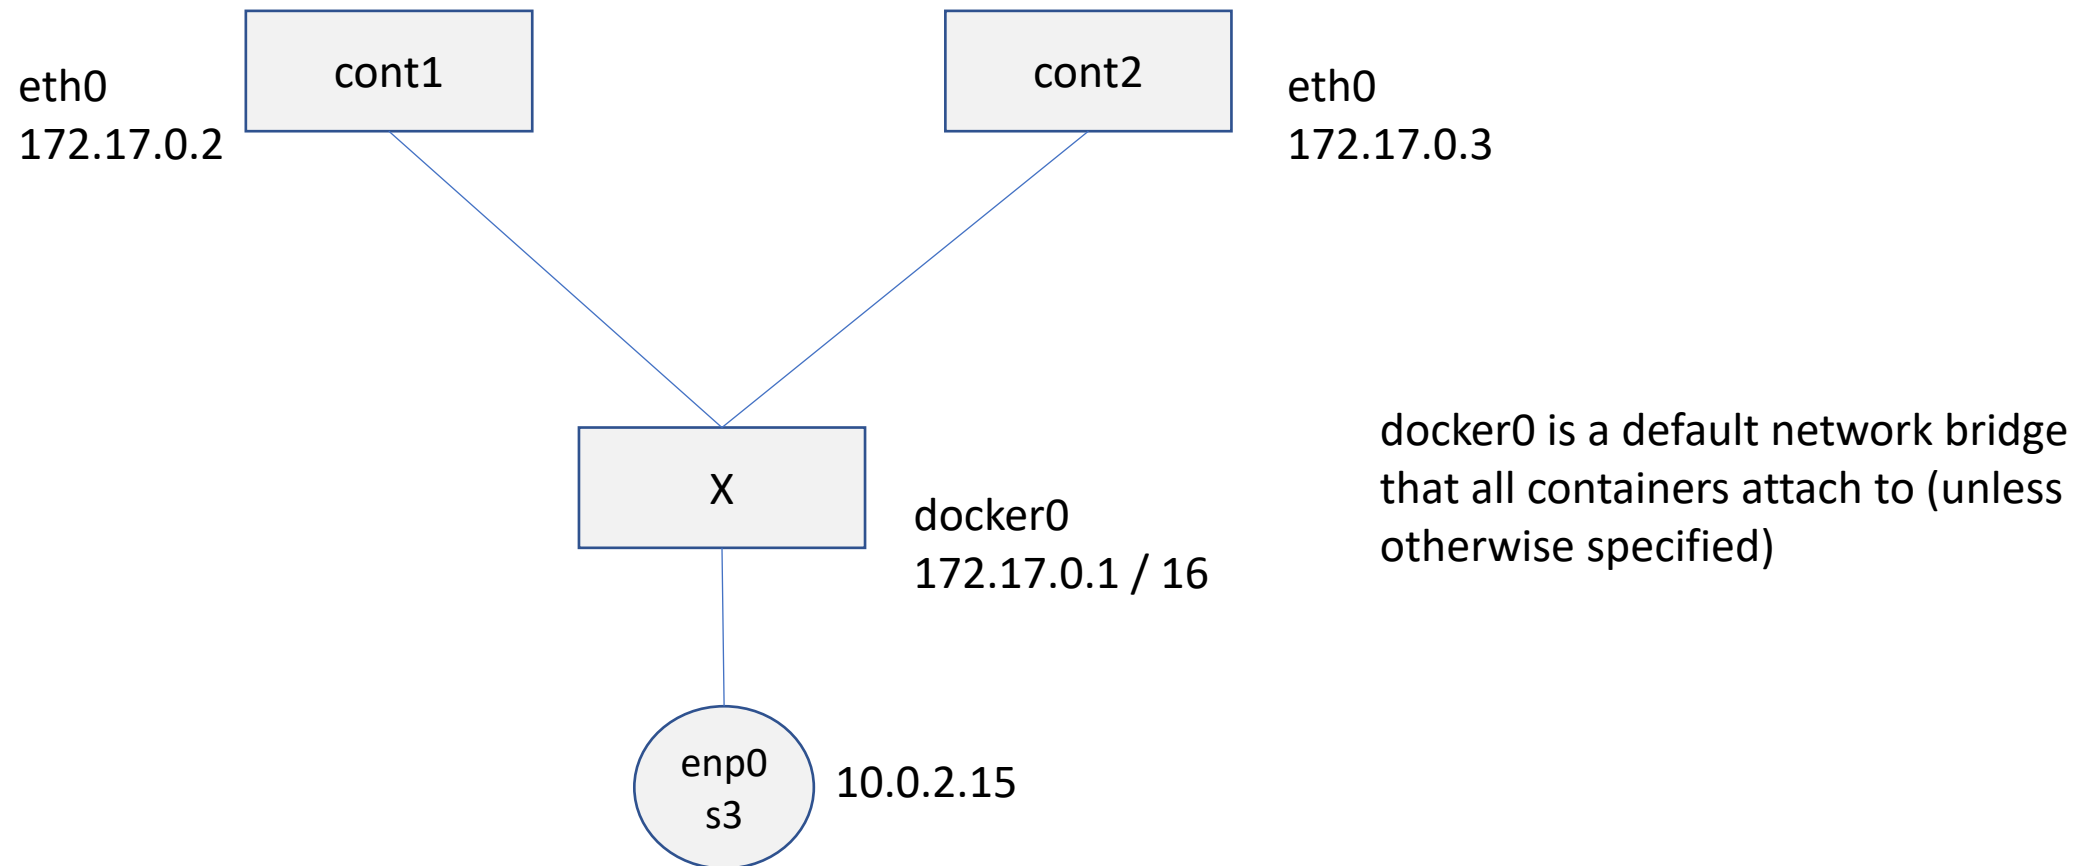 cont1
eth0
172.17.0.2
cont2
eth0
172.17.0.3
X
docker0
172.17.0.1 / 16
docker0 is a default network bridge
that all containers attach to (unless
otherwise specified)
enp0
s3
10.0.2.15